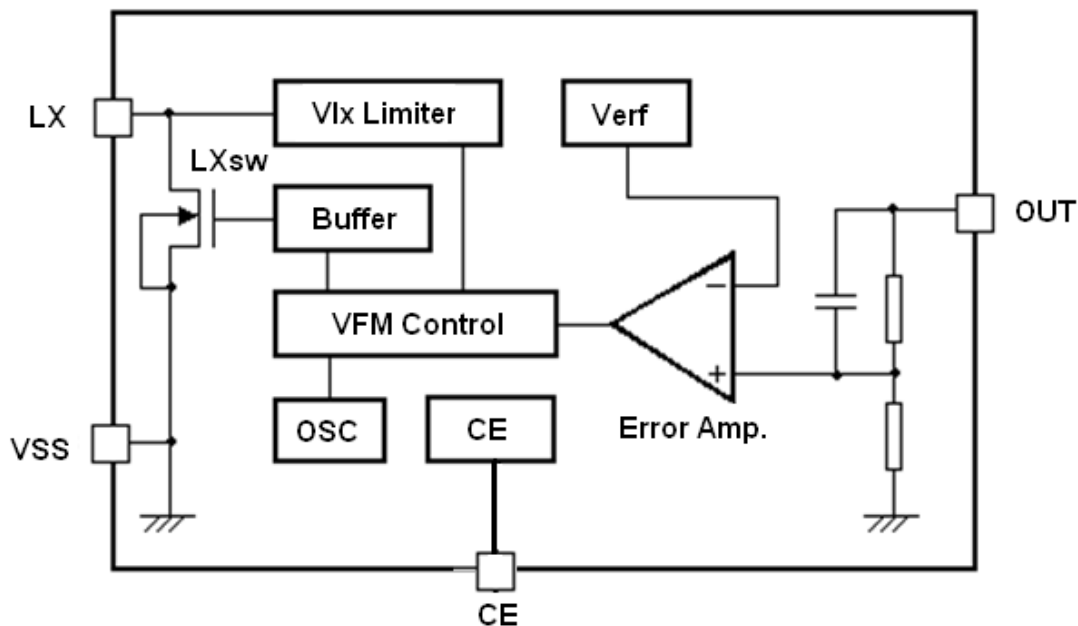 LX
Vlx Limiter
Verf
LXsw
Buffer
OUT
−
VFM Control
+
OSC
CE
Error Amp.
VSS
CE